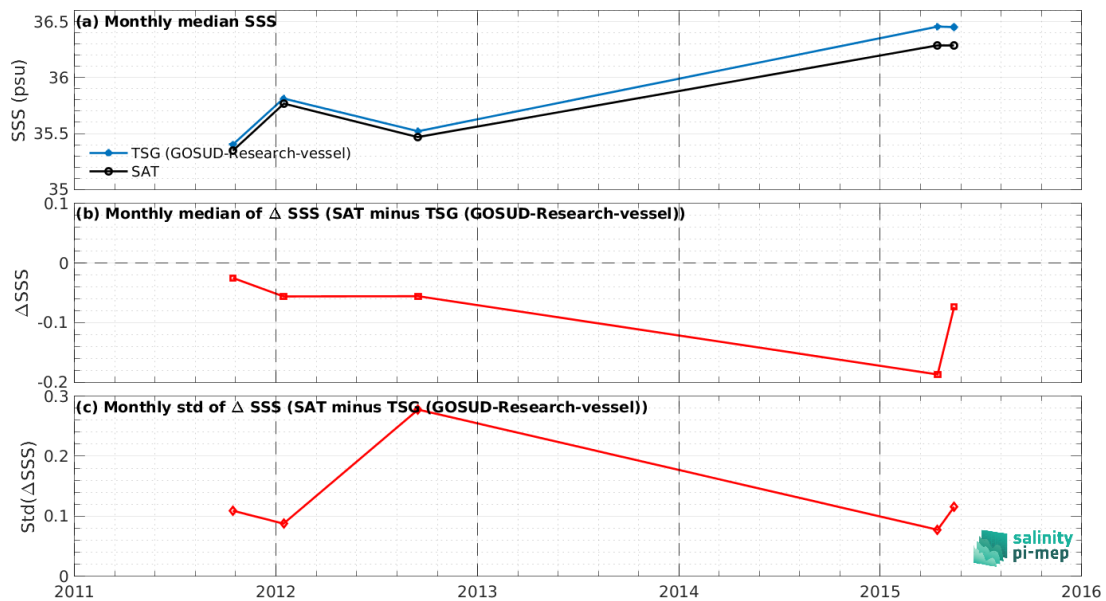 (a) Monthly median SSS
36.5
36
35.5
35
SSS (psu)
TSG (GOSUD-Research-vessel)
SAT
(b) Monthly median of Δ SSS (SAT minus TSG (GOSUD-Research-vessel))
0.1
0
-0.1
-0.2
ΔSSS
(c) Monthly std of Δ SSS (SAT minus TSG (GOSUD-Research-vessel))
0.3
0.2
0.1
0
Std(ΔSSS)
salinity
pi-mep
2011 2012 2013 2014 2015 2016